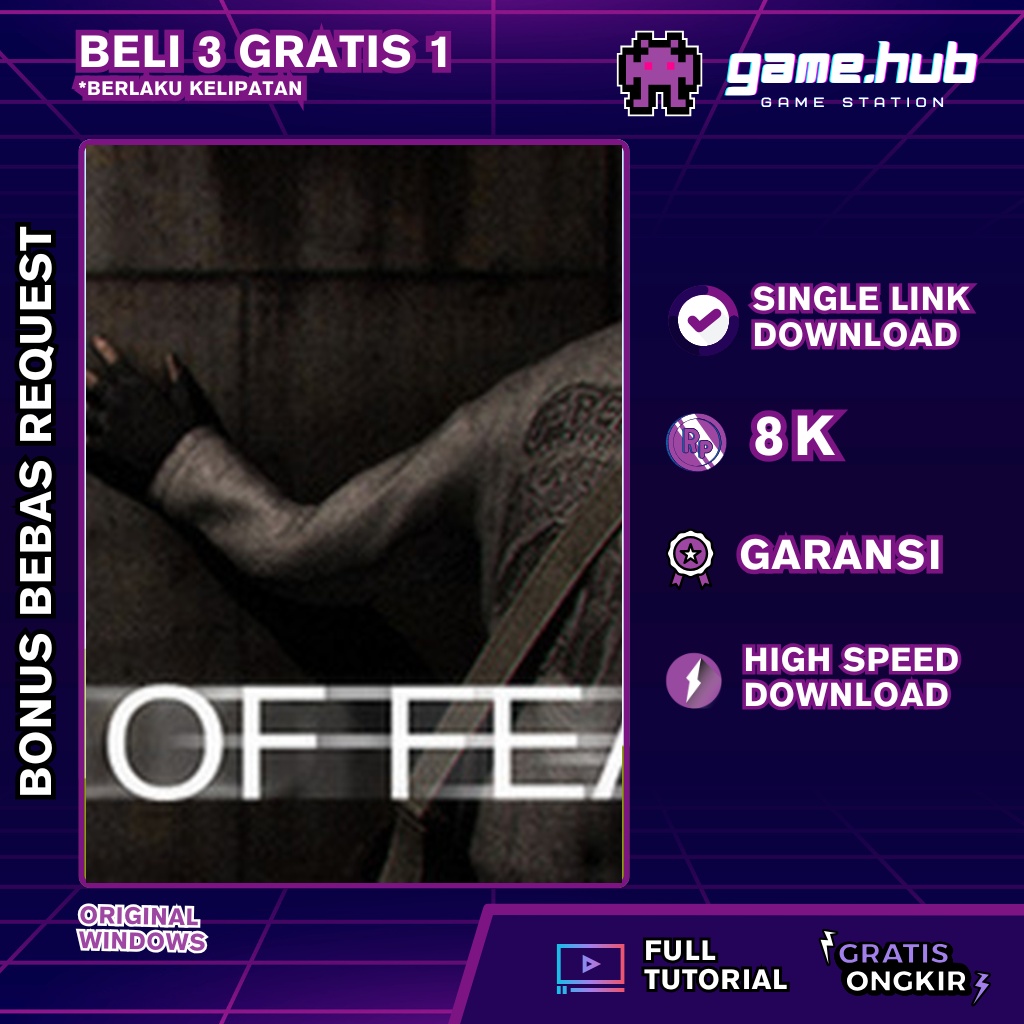 BELI 3 GRATIS 1
*BERLAKU KELIPATAN
game.hub
GAME STATION
BONUS BEBAS REQUEST
OF FEA
SINGLE LINK
DOWNLOAD
Rp
8K
GARANSI
HIGH SPEED
DOWNLOAD
ORIGINAL
WINDOWS
FULL
TUTORIAL
GRATIS
ONGKIR